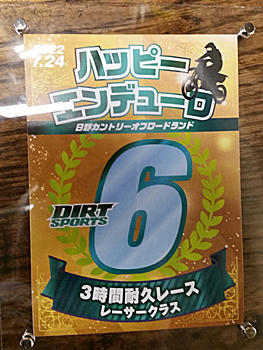 2022
7.24
ハッピー
エンデューロ
日野カントリーオフロードランド
6
DIRT
SPORTS
3時間耐久レース
レーサークラス